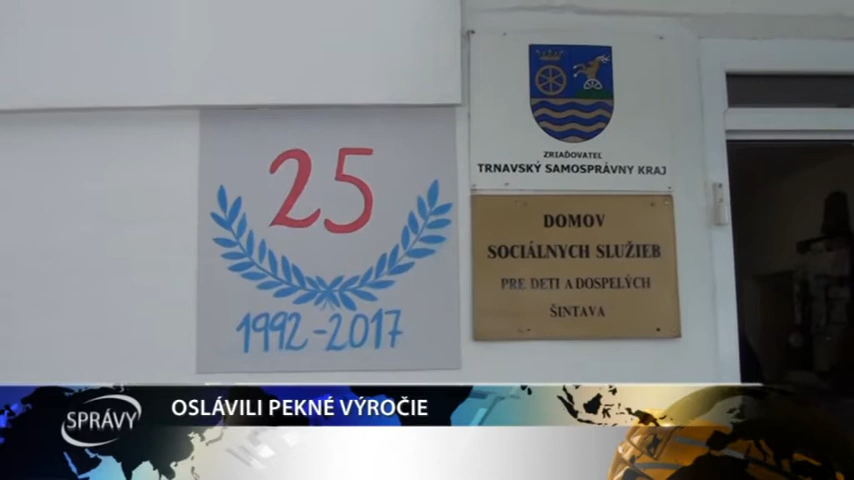 25
1992-2017
ZRIAĎOVATEĽ
TRNAVSKÝ SAMOSPRÁVNY KRAJ
DOMOV
SOCIÁLNYCH SLUŽIEB
PRE DETI A DOSPELÝCH
ŠINTAVA
SPRÁVY
OSLÁVILI PEKNÉ VÝROČIE